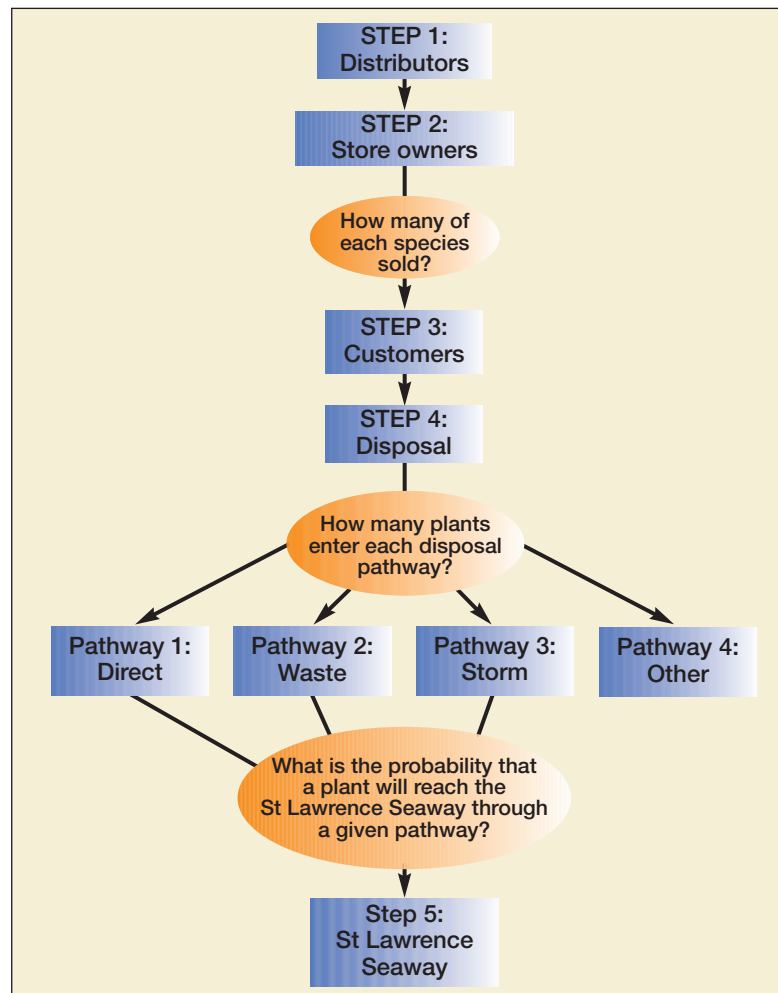 STEP 1:
Distributors
STEP 2:
Store owners
How many of
each species
sold?
STEP 3:
Customers
STEP 4:
Disposal
How many plants
enter each disposal
pathway?
Pathway 1:
Direct
Pathway 2:
Waste
Pathway 3:
Storm
Pathway 4:
Other
What is the probability that
a plant will reach the
St Lawrence Seaway through
a given pathway?
Step 5:
St Lawrence
Seaway